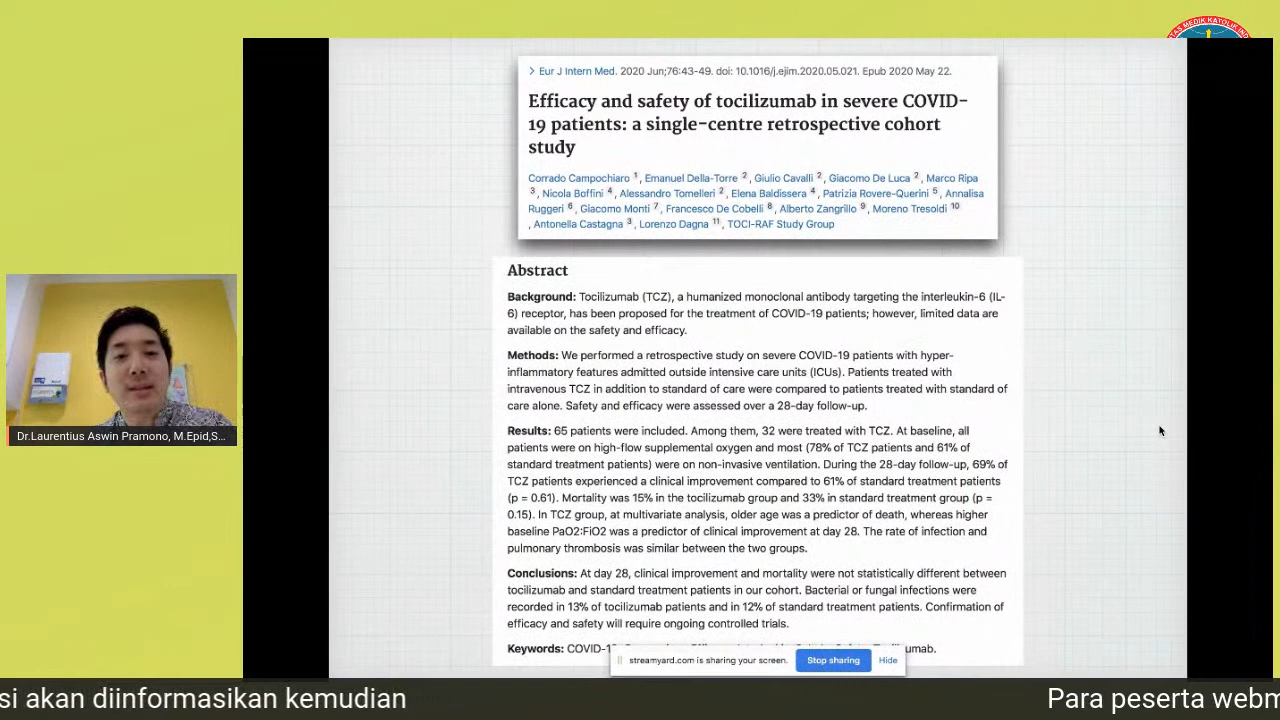 TAS MEDIK KATOLIK IND
> Eur J Intern Med. 2020 Jun;76:43-49. doi: 10.1016/j.ejim.2020.05.021. Epub 2020 May 22.
Efficacy and safety of tocilizumab in severe COVID-
19 patients: a single-centre retrospective cohort
study
Corrado Campochiaro 1, Emanuel Della-Torre 2, Giulio Cavalli 2, Giacomo De Luca 2, Marco Ripa
3, Nicola Boffini 4, Alessandro Tomelleri 2, Elena Baldissera 4, Patrizia Rovere-Querini 5, Annalisa
Ruggeri 6, Giacomo Monti 7, Francesco De Cobelli 8, Alberto Zangrillo 9, Moreno Tresoldi 10
, Antonella Castagna 3, Lorenzo Dagna 11, TOCI-RAF Study Group
Abstract
Background: Tocilizumab (TCZ), a humanized monoclonal antibody targeting the interleukin-6 (IL-
6) receptor, has been proposed for the treatment of COVID-19 patients; however, limited data are
available on the safety and efficacy.
Methods: We performed a retrospective study on severe COVID-19 patients with hyper-
inflammatory features admitted outside intensive care units (ICUs). Patients treated with
intravenous TCZ in addition to standard of care were compared to patients treated with standard of
care alone. Safety and efficacy were assessed over a 28-day follow-up.
Results: 65 patients were included. Among them, 32 were treated with TCZ. At baseline, all
patients were on high-flow supplemental oxygen and most (78% of TCZ patients and 61% of
standard treatment patients) were on non-invasive ventilation. During the 28-day follow-up, 69% of
TCZ patients experienced a clinical improvement compared to 61% of standard treatment patients
(p = 0.61). Mortality was 15% in the tocilizumab group and 33% in standard treatment group (p =
0.15). In TCZ group, at multivariate analysis, older age was a predictor of death, whereas higher
baseline PaO2:FiO2 was a predictor of clinical improvement at day 28. The rate of infection and
pulmonary thrombosis was similar between the two groups.
Conclusions: At day 28, clinical improvement and mortality were not statistically different between
tocilizumab and standard treatment patients in our cohort. Bacterial or fungal infections were
recorded in 13% of tocilizumab patients and in 12% of standard treatment patients. Confirmation of
efficacy and safety will require ongoing controlled trials.
Keywords: COVID-1
umab.
streamyard.com is sharing your screen.
Stop sharing
Hide
Dr.Laurentius Aswin Pramono, M.Epid,S...
si akan diinformasikan kemudian
Para peserta webm